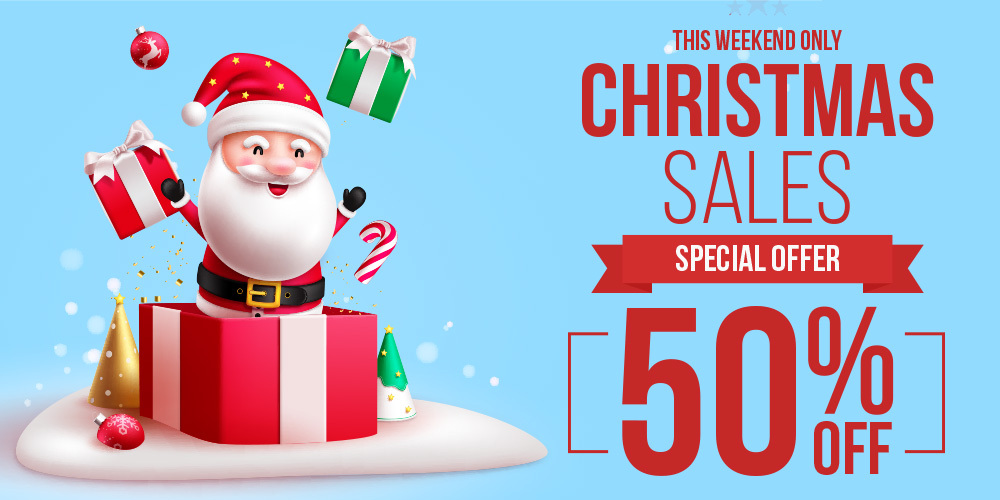 THIS WEEKEND ONLY
CHRISTMAS
SALES
SPECIAL OFFER
50%
OFF